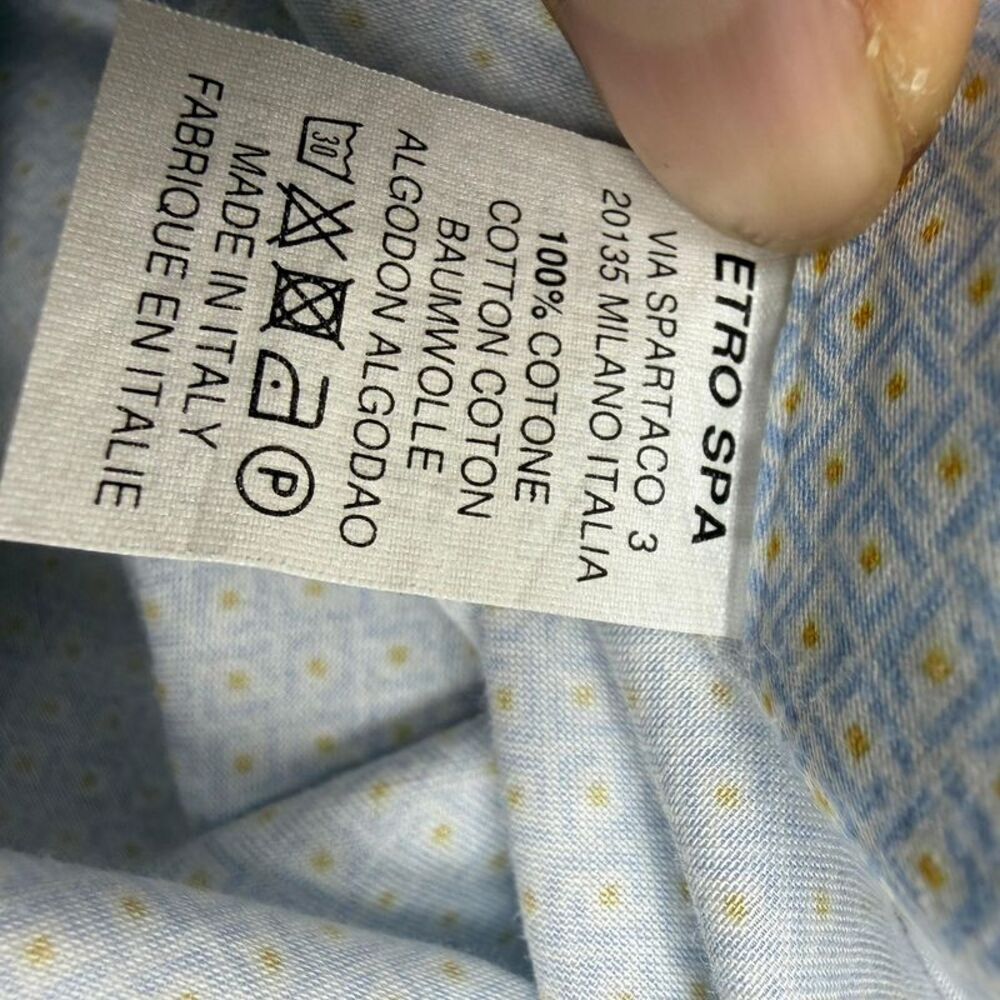 ETRO SPA
VIA SPARTACO 3
20135 MILANO ITALIA
100% COTONE
COTTON COTON
BAUMWOLLE
ALGODON ALGODAO
30 P
MADE IN ITALY
FABRIQUE EN ITALIE